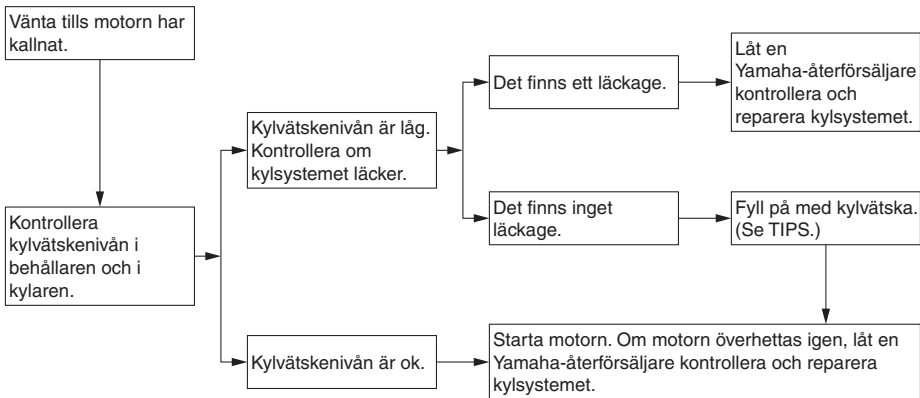 Vänta tills motorn har
kallnat.
Kontrollera
kylvätskenivån i
behållaren och i
kylaren.
Kylvätskenivån är låg.
Kontrollera om
kylsystemet läcker.
Det finns ett läckage.
Låt en
Yamaha-återförsäljare
kontrollera och
reparera kylsystemet.
Det finns inget
läckage.
Fyll på med kylvätska.
(Se TIPS.)
Kylvätskenivån är ok.
Starta motorn. Om motorn överhettas igen, låt en
Yamaha-återförsäljare kontrollera och reparera
kylsystemet.